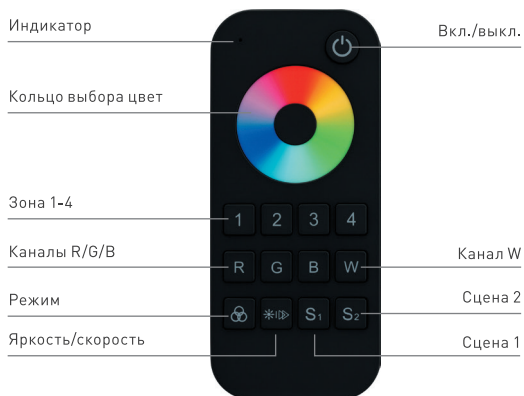 Индикатор
Вкл./выкл.
Кольцо выбора цвет
Зона 1-4
1 2 3 4
Каналы R/G/B
R G B W
Канал W
Режим
Сцена 2
S1 S2
Яркость/скорость
Сцена 1